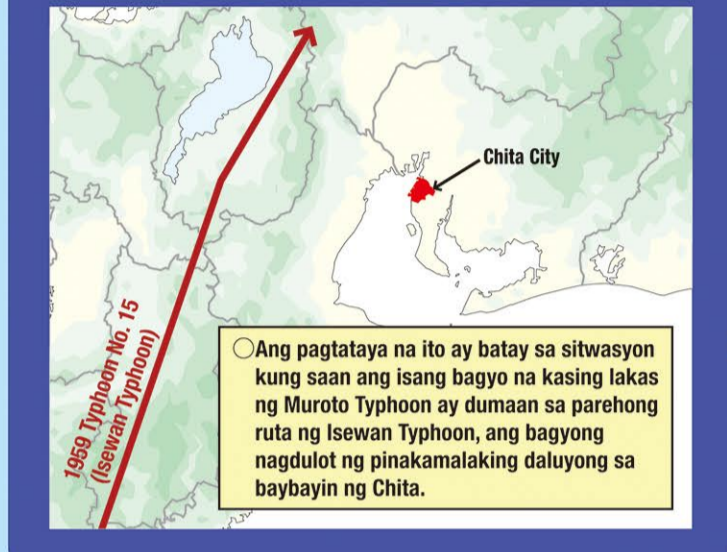 Chita City
1959 Typhoon No. 15
(Isewan Typhoon)
○Ang pagtataya na ito ay batay sa sitwasyon
kung saan ang isang bagyo na kasing lakas
ng Muroto Typhoon ay dumaan sa parehong
ruta ng Isewan Typhoon, ang bagyong
nagdulot ng pinakamalaking daluyong sa
baybayin ng Chita.